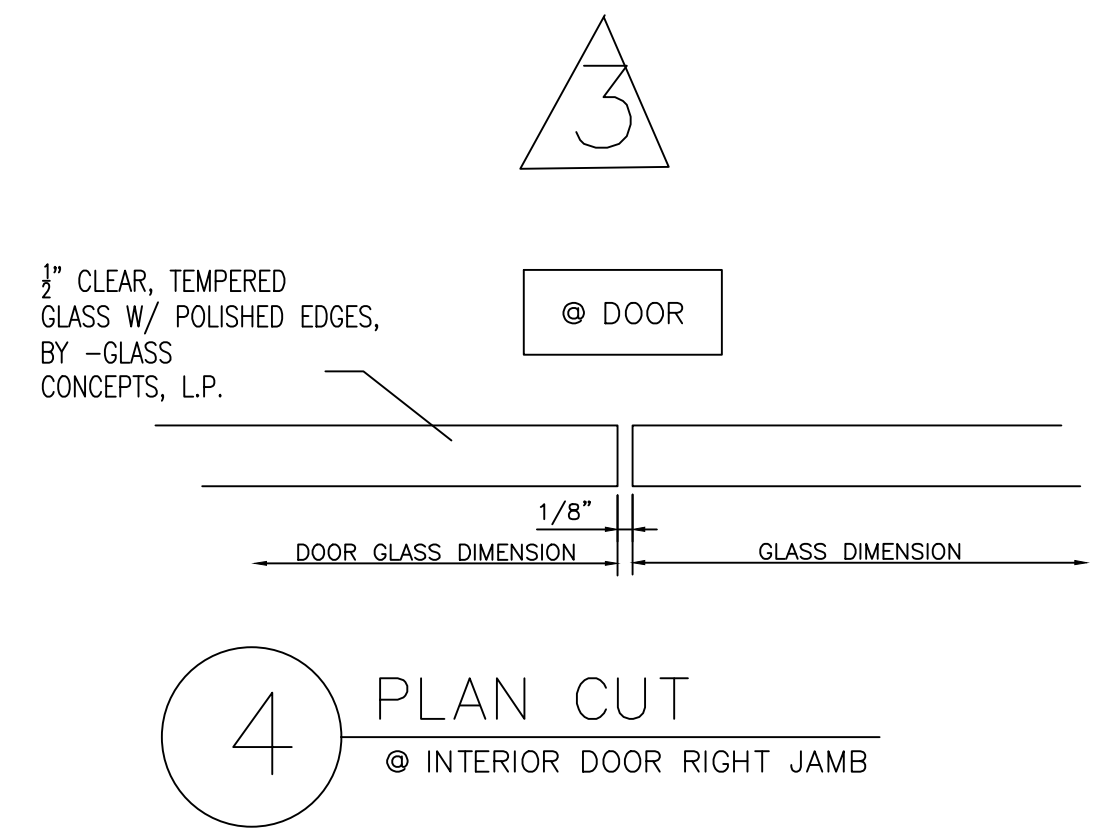 3
½” CLEAR, TEMPERED
GLASS W/ POLISHED EDGES,
BY –GLASS
CONCEPTS, L.P.
@ DOOR
1/8”
DOOR GLASS DIMENSION
GLASS DIMENSION
4
PLAN CUT
@ INTERIOR DOOR RIGHT JAMB